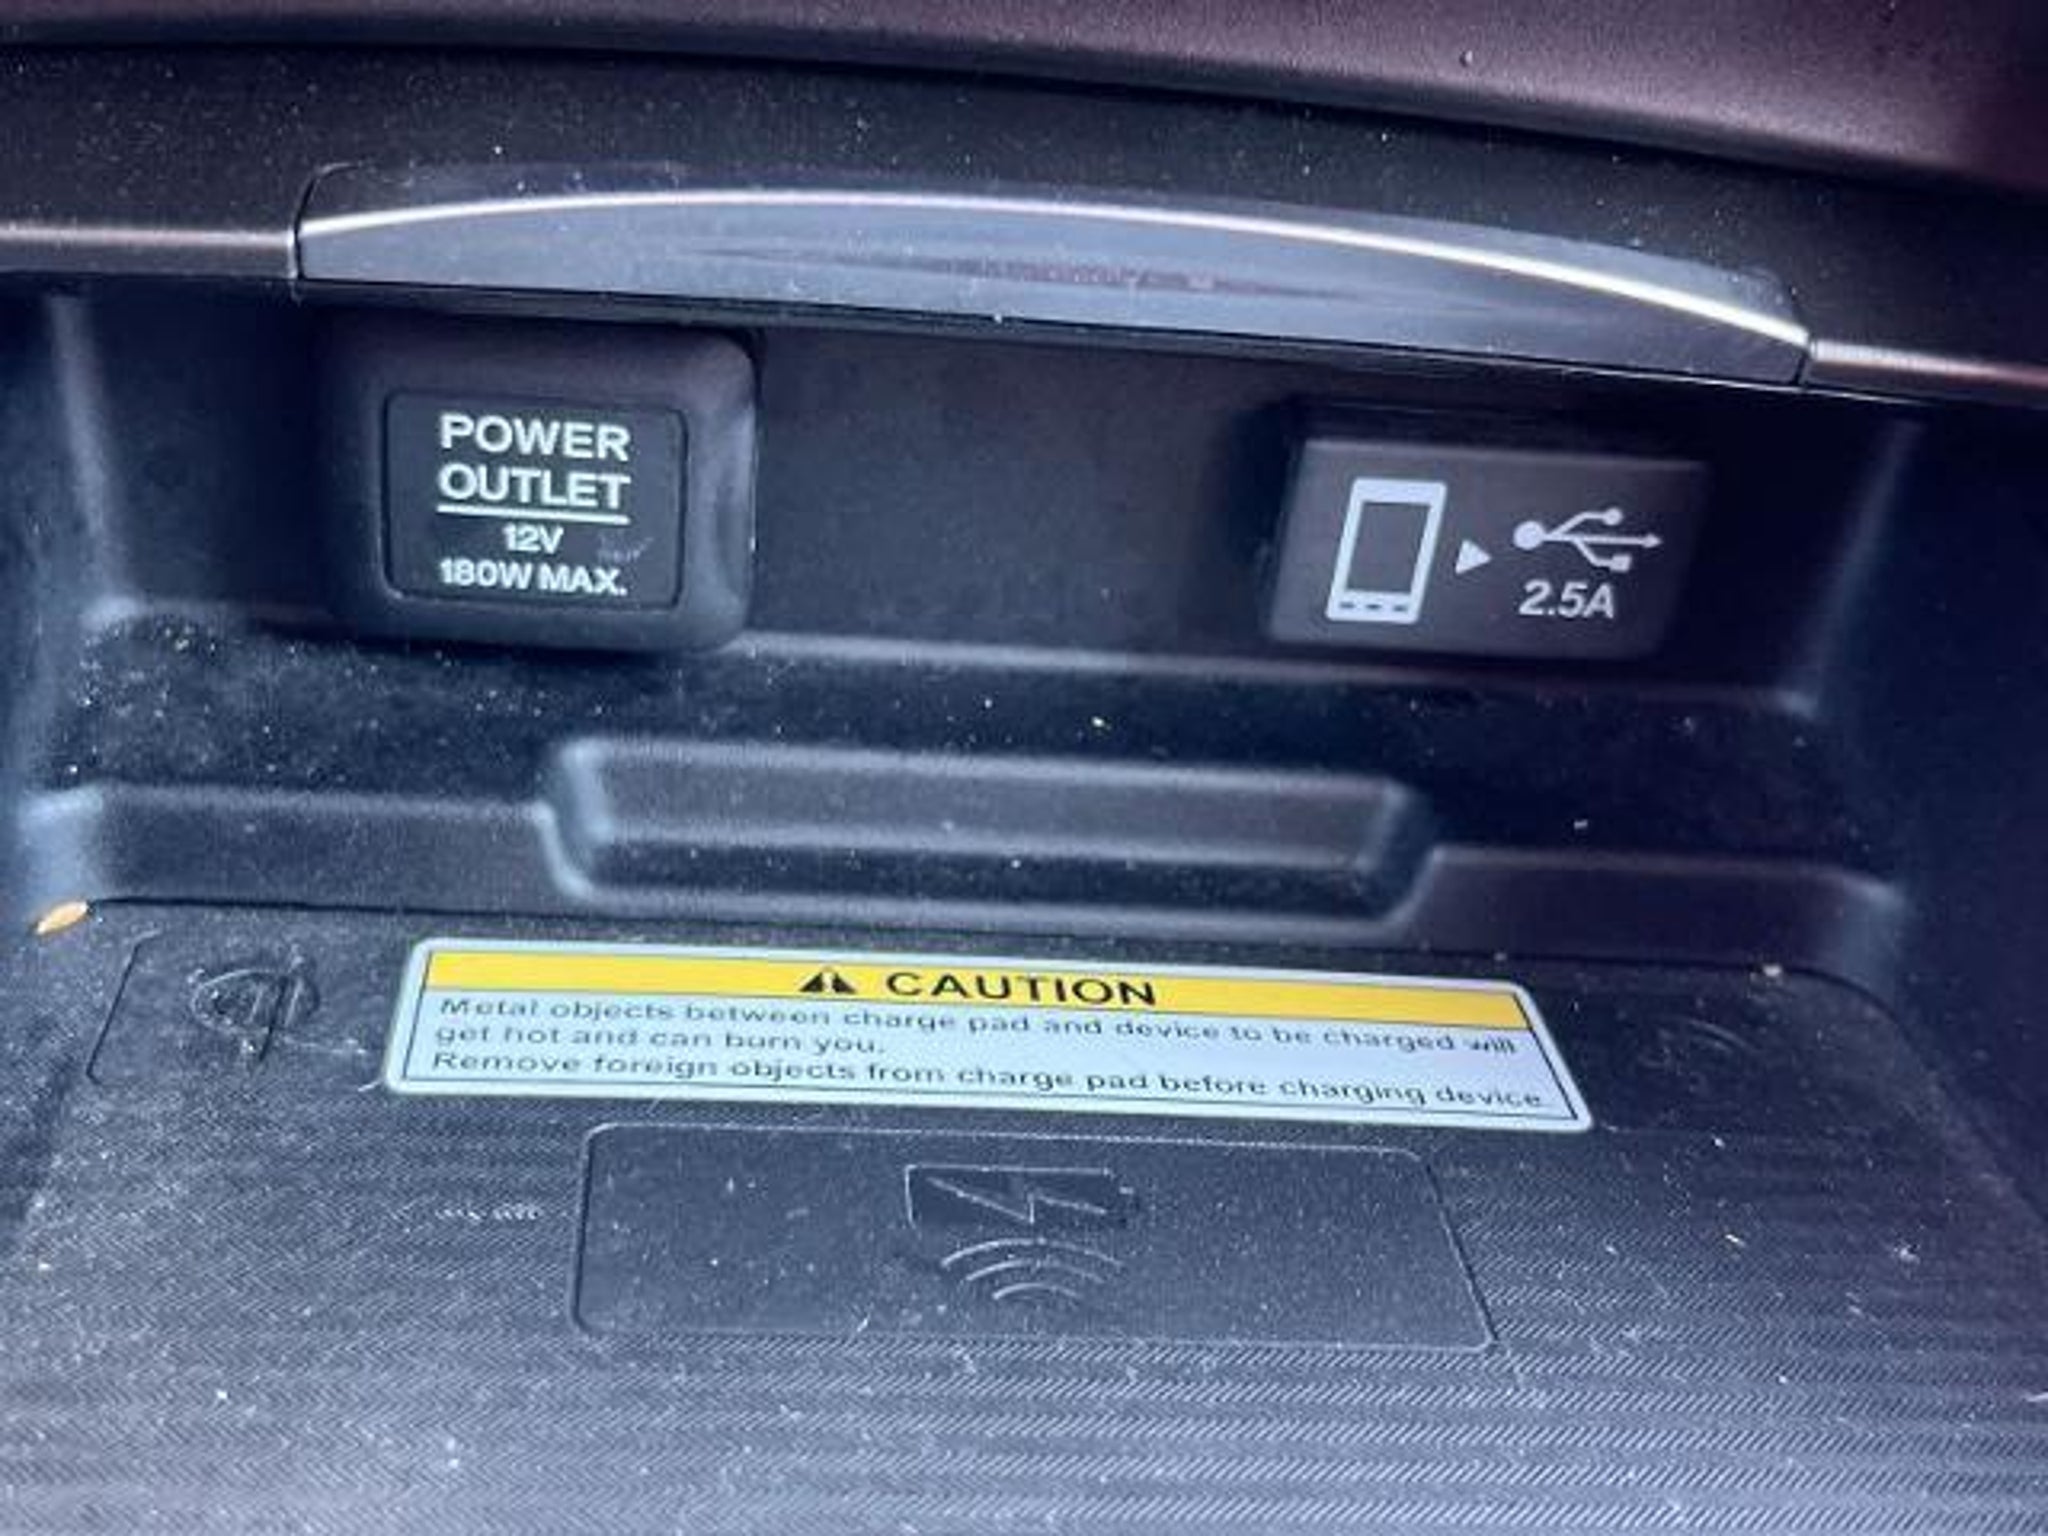 POWER
OUTLET
12V
180W MAX.
2.5A
CAUTION
Metal objects between charge pad and device to be charged will
get hot and can burn you.
Remove foreign objects from charge pad before charging device